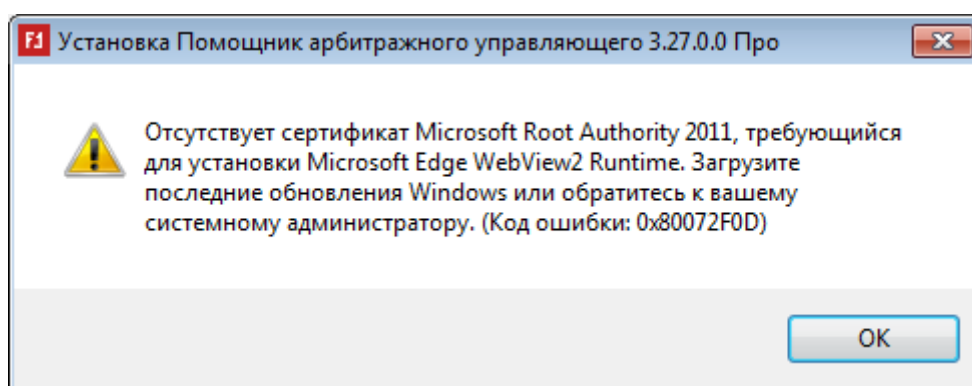 Установка Помощник арбитражного управляющего 3.27.0.0 Про
Отсутствует сертификат Microsoft Root Authority 2011, требующийся
для установки Microsoft Edge WebView2 Runtime. Загрузите
последние обновления Windows или обратитесь к вашему
системному администратору. (Код ошибки: 0x80072F0D)
OK